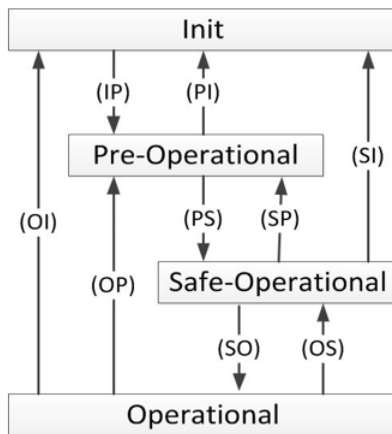 Init
(IP)
(PI)
Pre-Operational
(SI)
(OI)
(PS)
(SP)
(OP)
Safe-Operational
(SO)
(OS)
Operational